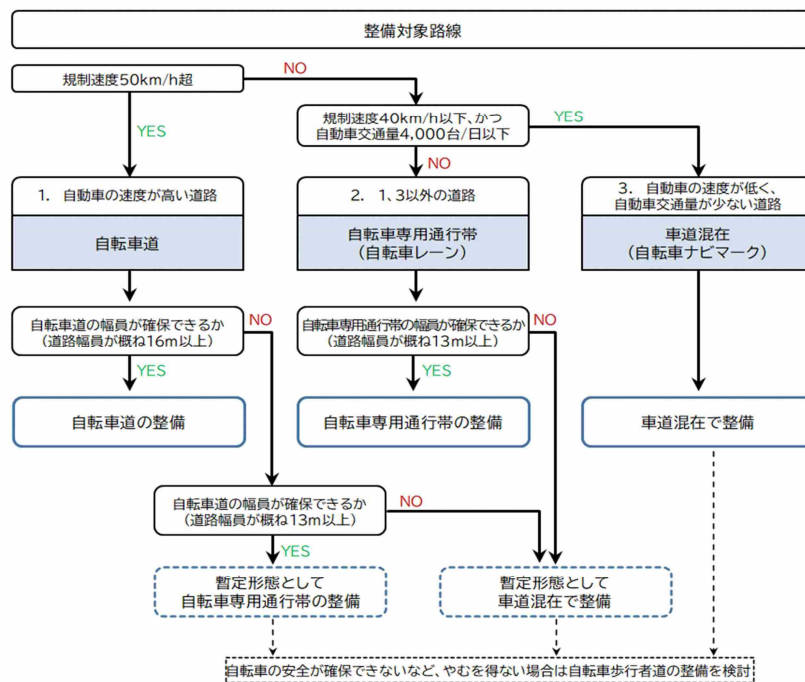 整備対象路線
規制速度50km/h超
NO
規制速度40km/h以下、かつ
自動車交通量4,000台/日以下
YES
YES
NO
1. 自動車の速度が高い道路
自転車道
2. 1、3以外の道路
自転車専用通行帯
(自転車レーン)
3. 自動車の速度が低く、
自動車交通量が少ない道路
車道混在
(自転車ナビマーク)
自転車道の幅員が確保できるか
(道路幅員が概ね16m以上)
NO
自転車専用通行帯の幅員が確保できるか
(道路幅員が概ね13m以上)
NO
YES
YES
自転車道の整備
自転車専用通行帯の整備
車道混在で整備
自転車道の幅員が確保できるか
(道路幅員が概ね13m以上)
NO
YES
暫定形態として
自転車専用通行帯の整備
暫定形態として
車道混在で整備
自転車の安全が確保できないなど、やむを得ない場合は自転車歩行者道の整備を検討